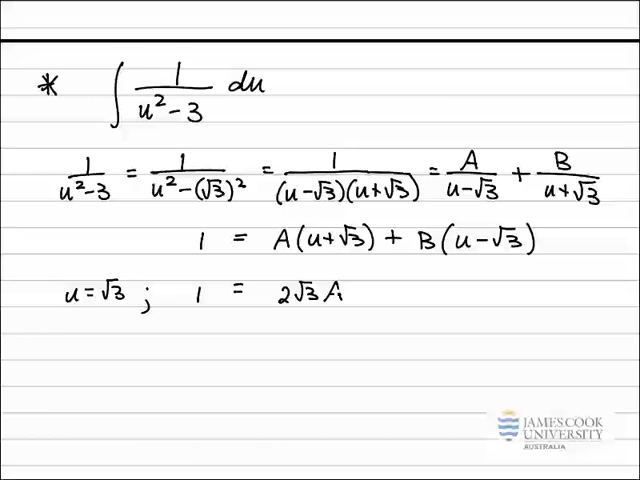 * ∫ 1/(u² - 3) du
1/(u² - 3) = 1/(u² - (√3)²) = 1/((u - √3)(u + √3)) = A/(u - √3) + B/(u + √3)
1 = A(u + √3) + B(u - √3)
u = √3 ; 1 = 2√3 A
JAMES COOK
UNIVERSITY
AUSTRALIA